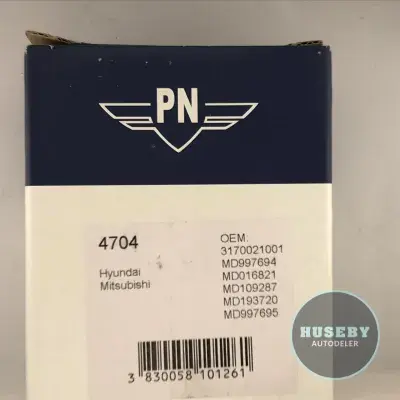 PN
4704
Hyundai
Mitsubishi
OEM:
3170021001
MD997694
MD016821
MD109287
MD193720
MD997695
3 830058 101261
HUSEBY
AUTODELER